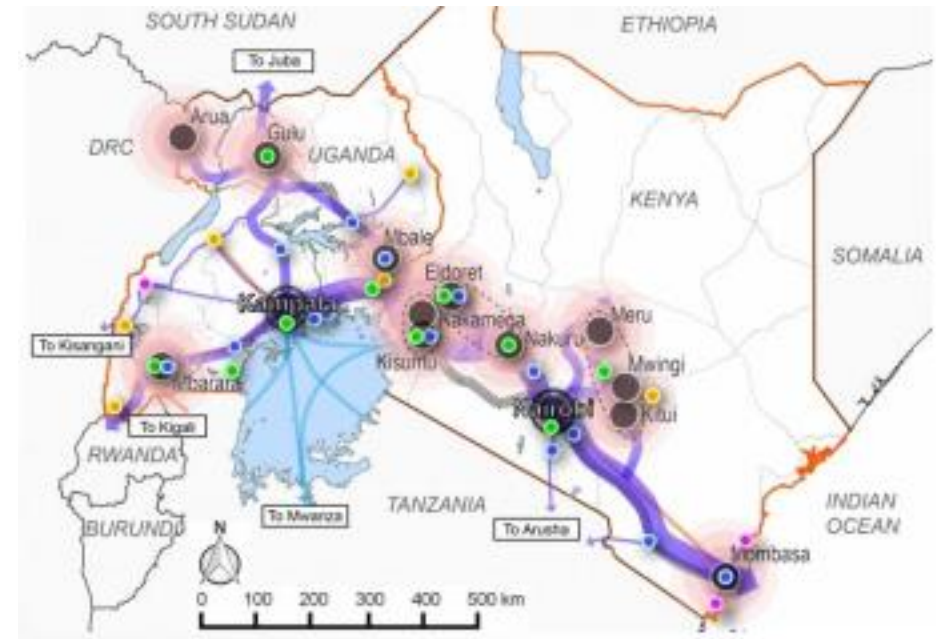 SOUTH SUDAN
ETHIOPIA
To Juba
Arua
Gulu
DRC
UGANDA
KENYA
Mbale
SOMALIA
Eldoret
Kampala
Kakamega
Meru
To Kisangani
Kisumu
Nakuru
Mwingi
Mbarara
Nairobi
Kitui
To Kigali
RWANDA
TANZANIA
INDIAN
OCEAN
To Mwanza
To Arusha
BURUNDI
N
Mombasa
0 100 200 300 400 500 km